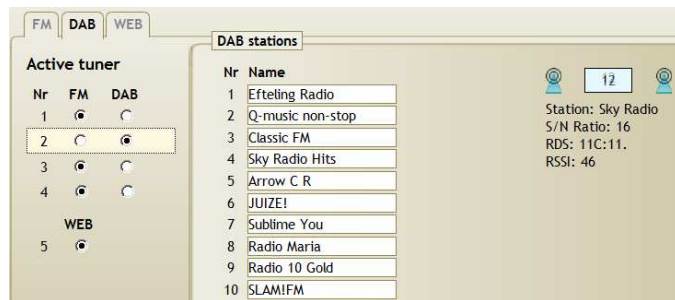 FM DAB WEB
Active tuner
Nr FM DAB
1
2
3
4
WEB
5
DAB stations
Nr Name
1 Efteling Radio
2 Q-music non-stop
3 Classic FM
4 Sky Radio Hits
5 Arrow C R
6 JUIZE!
7 Sublime You
8 Radio Maria
9 Radio 10 Gold
10 SLAM!FM
12
Station: Sky Radio
S/N Ratio: 16
RDS: 11C:11.
RSSI: 46